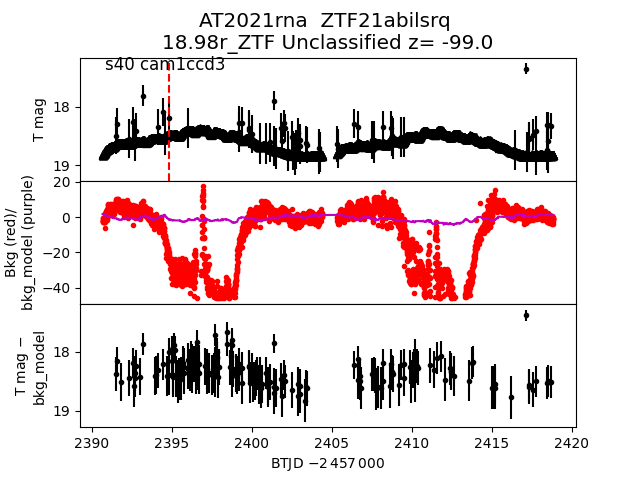 AT2021rna  ZTF21abilsrq
18.98r_ZTF Unclassified z= -99.0
s40 cam1ccd3
T mag
18
19
Bkg (red)/
bkg_model (purple)
20
0
−20
−40
T mag −
bkg_model
18
19
2390
2395
2400
2405
2410
2415
2420
BTJD −2 457 000